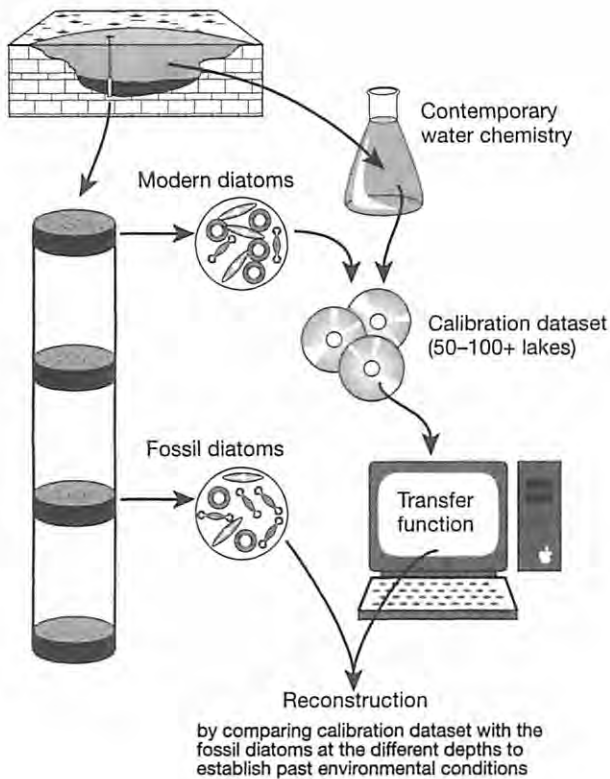 Contemporary
water chemistry
Modern diatoms
Calibration dataset
(50–100+ lakes)
Fossil diatoms
Transfer
function
Reconstruction
by comparing calibration dataset with the
fossil diatoms at the different depths to
establish past environmental conditions